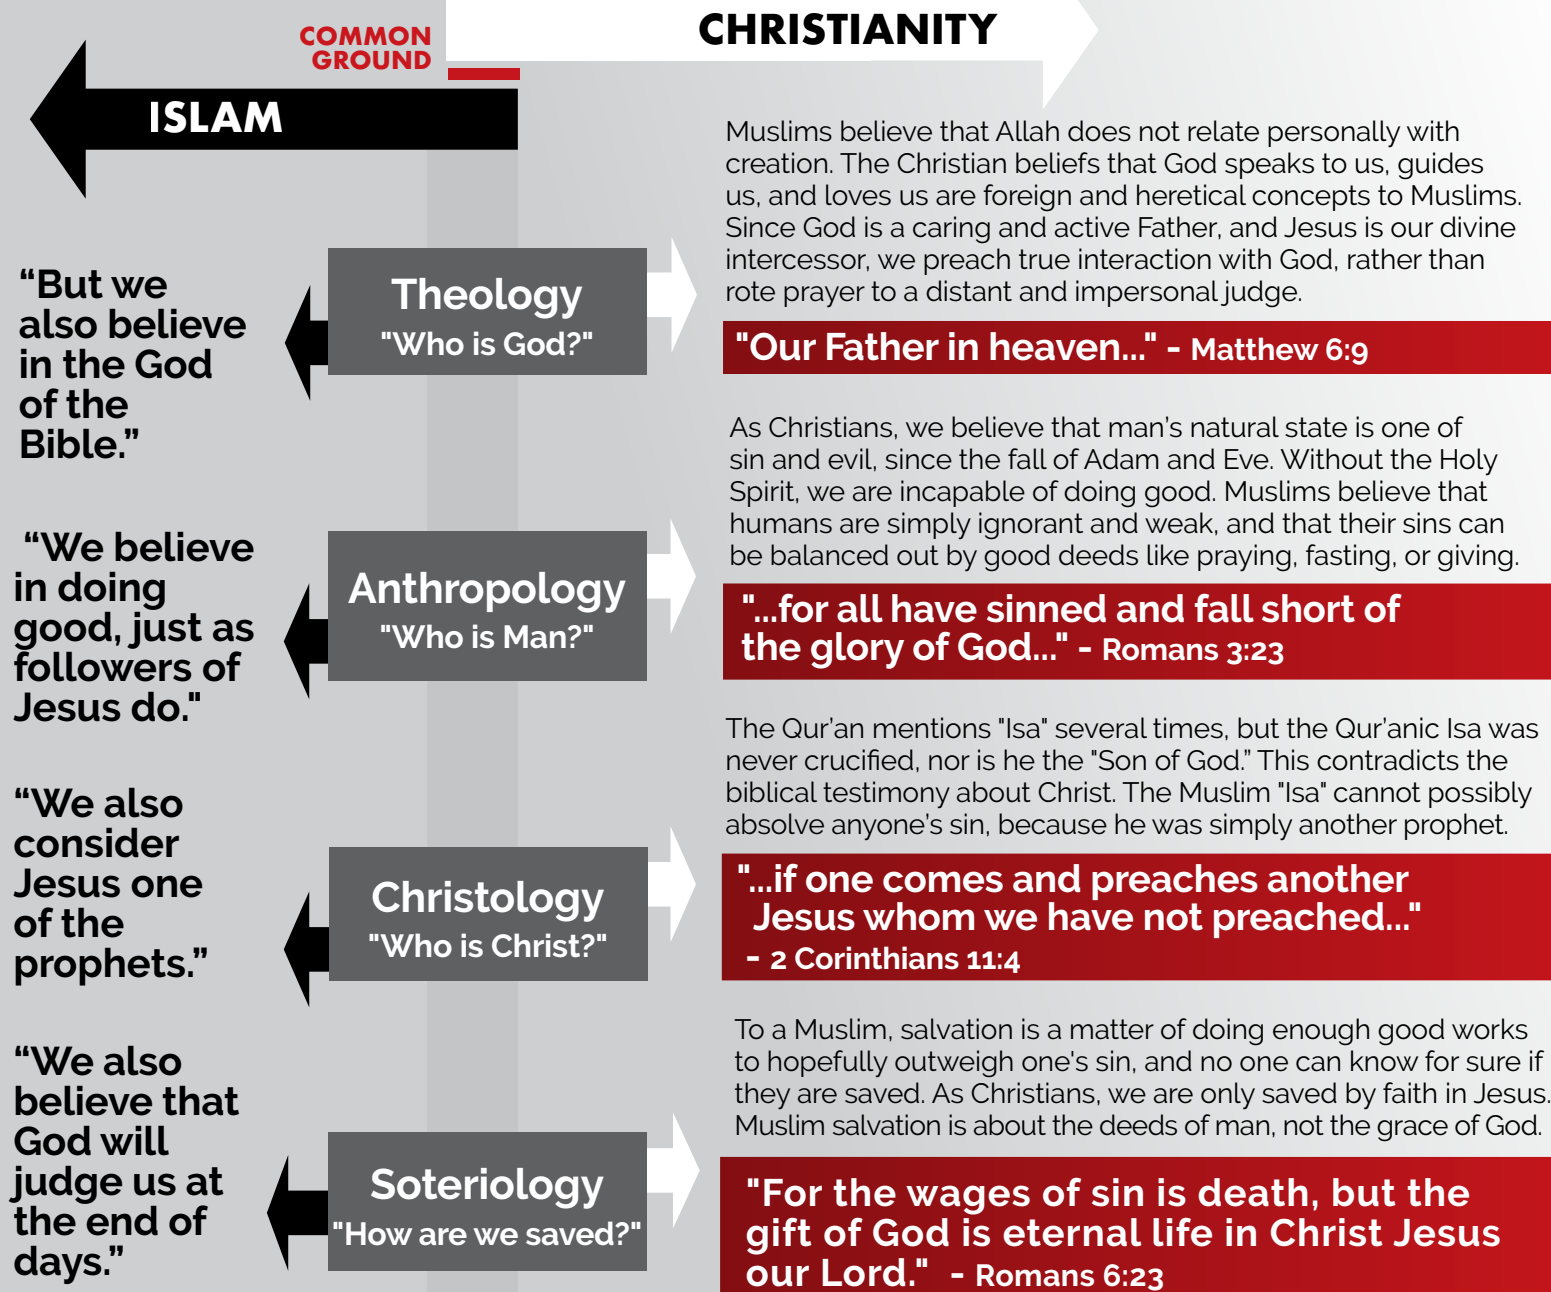 COMMON
GROUND
CHRISTIANITY
ISLAM
“But we
also believe
in the God
of the
Bible.”
Theology
"Who is God?"
Muslims believe that Allah does not relate personally with
creation. The Christian beliefs that God speaks to us, guides
us, and loves us are foreign and heretical concepts to Muslims.
Since God is a caring and active Father, and Jesus is our divine
intercessor, we preach true interaction with God, rather than
rote prayer to a distant and impersonal judge.
"Our Father in heaven..." - Matthew 6:9
“We believe
in doing
good, just as
followers of
Jesus do."
Anthropology
"Who is Man?"
As Christians, we believe that man’s natural state is one of
sin and evil, since the fall of Adam and Eve. Without the Holy
Spirit, we are incapable of doing good. Muslims believe that
humans are simply ignorant and weak, and that their sins can
be balanced out by good deeds like praying, fasting, or giving.
"...for all have sinned and fall short of
the glory of God..." - Romans 3:23
“We also
consider
Jesus one
of the
prophets.”
Christology
"Who is Christ?"
The Qur’an mentions "Isa" several times, but the Qur’anic Isa was
never crucified, nor is he the "Son of God.” This contradicts the
biblical testimony about Christ. The Muslim "Isa" cannot possibly
absolve anyone’s sin, because he was simply another prophet.
"...if one comes and preaches another
Jesus whom we have not preached..."
- 2 Corinthians 11:4
“We also
believe that
God will
judge us at
the end of
days.”
Soteriology
"How are we saved?"
To a Muslim, salvation is a matter of doing enough good works
to hopefully outweigh one's sin, and no one can know for sure if
they are saved. As Christians, we are only saved by faith in Jesus.
Muslim salvation is about the deeds of man, not the grace of God.
"For the wages of sin is death, but the
gift of God is eternal life in Christ Jesus
our Lord." - Romans 6:23